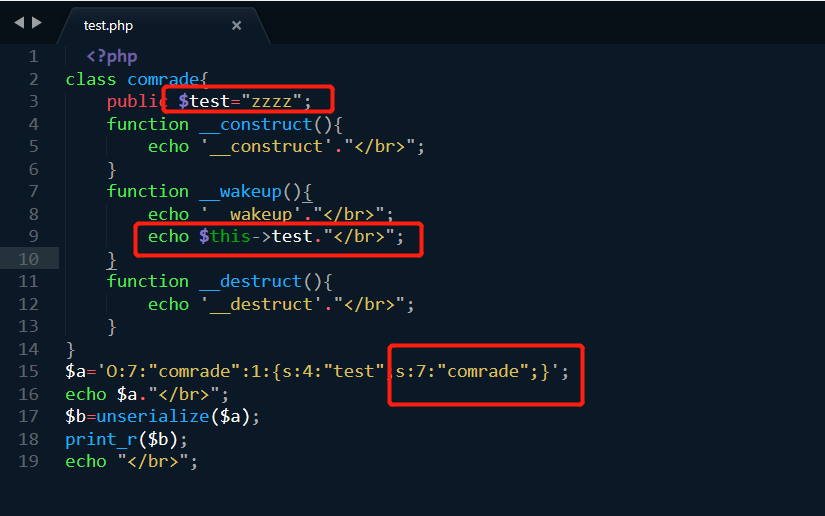 test.php ×
1 <?php
2 class comrade{
3 public $test="zzzz";
4 function __construct(){
5 echo '__construct'."</br>";
6 }
7 function __wakeup(){
8 echo '__wakeup'."</br>";
9 echo $this->test."</br>";
10 }
11 function __destruct(){
12 echo '__destruct'."</br>";
13 }
14 }
15 $a='O:7:"comrade":1:{s:4:"test";s:7:"comrade";}';
16 echo $a."</br>";
17 $b=unserialize($a);
18 print_r($b);
19 echo "</br>";